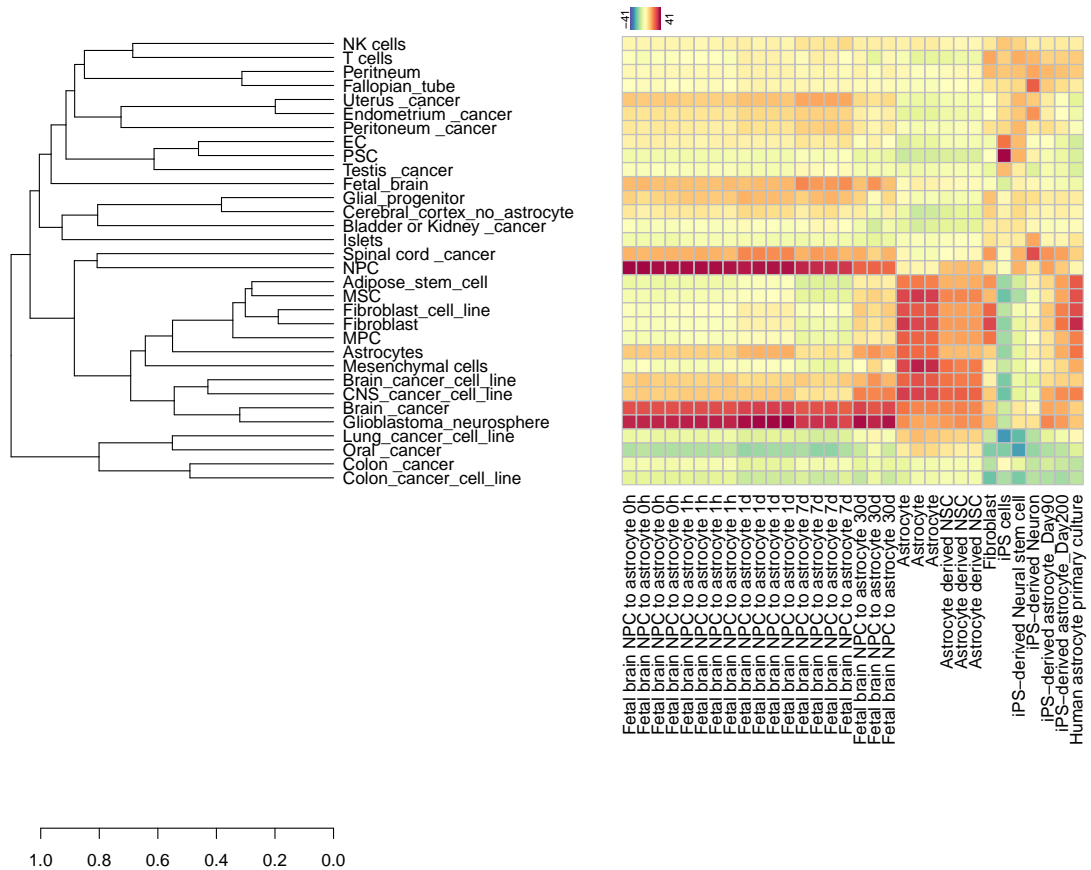 −41
41
NK cells
T cells
Peritneum
Fallopian_tube
Uterus _cancer
Endometrium _cancer
Peritoneum _cancer
EC
PSC
Testis _cancer
Fetal_brain
Glial_progenitor
Cerebral_cortex_no_astrocyte
Bladder or Kidney _cancer
Islets
Spinal cord _cancer
NPC
Adipose_stem_cell
MSC
Fibroblast_cell_line
Fibroblast
MPC
Astrocytes
Mesenchymal cells
Brain_cancer_cell_line
CNS_cancer_cell_line
Brain _cancer
Glioblastoma_neurosphere
Lung_cancer_cell_line
Oral _cancer
Colon _cancer
Colon_cancer_cell_line
Fetal brain NPC to astrocyte 0h
Fetal brain NPC to astrocyte 0h
Fetal brain NPC to astrocyte 0h
Fetal brain NPC to astrocyte 0h
Fetal brain NPC to astrocyte 1h
Fetal brain NPC to astrocyte 1h
Fetal brain NPC to astrocyte 1h
Fetal brain NPC to astrocyte 1h
Fetal brain NPC to astrocyte 1d
Fetal brain NPC to astrocyte 1d
Fetal brain NPC to astrocyte 1d
Fetal brain NPC to astrocyte 1d
Fetal brain NPC to astrocyte 7d
Fetal brain NPC to astrocyte 7d
Fetal brain NPC to astrocyte 7d
Fetal brain NPC to astrocyte 7d
Fetal brain NPC to astrocyte 30d
Fetal brain NPC to astrocyte 30d
Fetal brain NPC to astrocyte 30d
Astrocyte
Astrocyte
Astrocyte
Astrocyte derived NSC
Astrocyte derived NSC
Astrocyte derived NSC
Fibroblast
iPS cells
iPS−derived Neural stem cell
iPS−derived Neuron
iPS−derived astrocyte_Day90
iPS−derived astrocyte_Day200
Human astrocyte primary culture
1.0 0.8 0.6 0.4 0.2 0.0